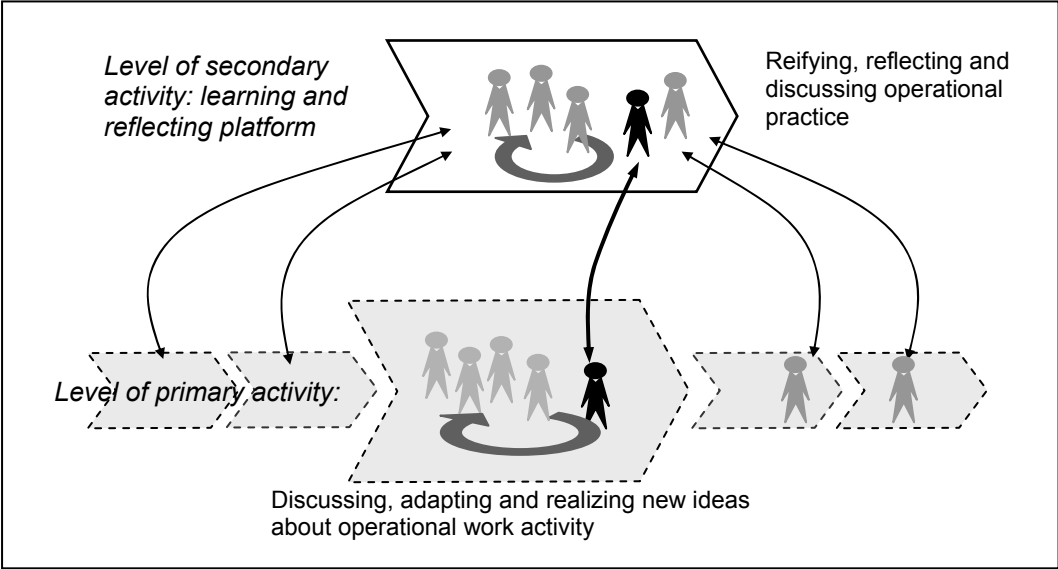 Level of secondary
activity: learning and
reflecting platform
Reifying, reflecting and
discussing operational
practice
Level of primary activity:
Discussing, adapting and realizing new ideas
about operational work activity